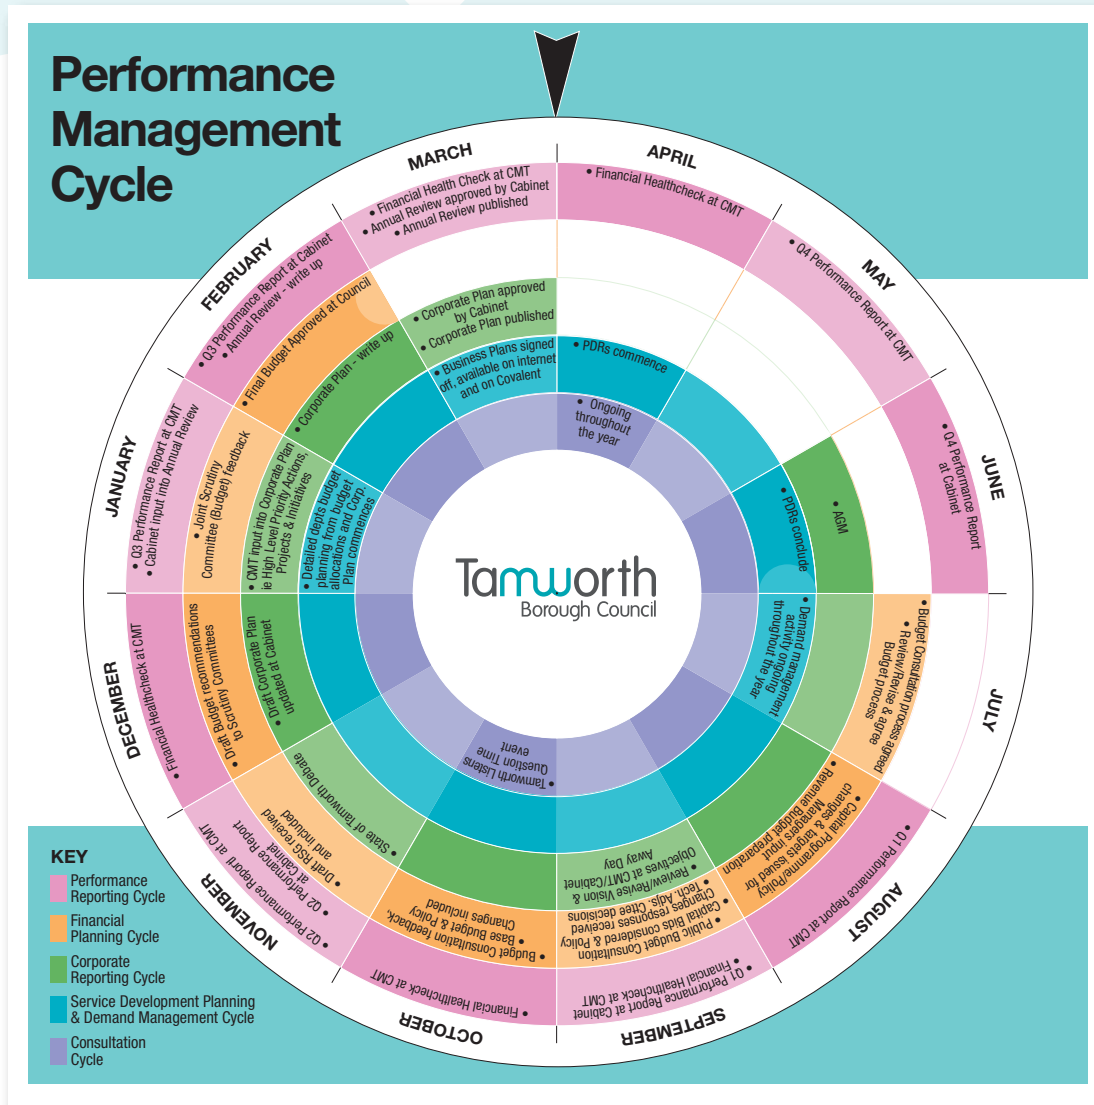 Performance
Management
Cycle
MARCH
• Financial Health Check at CMT
• Annual Review approved by Cabinet
• Annual Review published
• Corporate Plan approved
by Cabinet
• Corporate Plan published
• Business Plans signed
off, available on internet
and on Covalent
APRIL
• Financial Healthcheck at CMT
• PDRs commence
• Ongoing
throughout
the year
MAY
• Q4 Performance Report at CMT
JUNE
• Q4 Performance Report
at Cabinet
• AGM
• PDRs conclude
JULY
• Budget Consultation process agreed
• Review/Revise & agree
Budget process
• Demand management
activity ongoing
throughout the year
AUGUST
• Q1 Performance Report at CMT
• Capital Programme/Policy
changes & targets issued for
Managers input
• Revenue Budget preparation
SEPTEMBER
• Q1 Performance Report at Cabinet
• Financial Healthcheck at CMT
• Public Budget Consultation
• Capital Bids considered & Policy
Changes responses received
• Tech. Adjs. Cttee decisions
• Review/Revise Vision &
Objectives at CMT/Cabinet
Away Day
OCTOBER
• Financial Healthcheck at CMT
• Budget Consultation feedback
• Base Budget & Policy
Changes included
• Tamworth Listens
Question Time
event
NOVEMBER
• Q2 Performance Report/ at CMT
• Q2 Performance Report
at Cabinet
• Draft RSG received
and included
• State of Tamworth Debate
DECEMBER
• Financial Healthcheck at CMT
• Draft Budget recommendations
to Scrutiny Committees
• Draft Corporate Plan
updated at Cabinet
JANUARY
• Q3 Performance Report at CMT
• Cabinet input into Annual Review
• Joint Scrutiny
Committee (Budget) feedback
• CMT input into Corporate Plan
ie High Level Priority Actions,
Projects & Initiatives
• Detailed depts budget
planning from budget
allocations and Corp.
Plan commences
FEBRUARY
• Q3 Performance Report at Cabinet
• Annual Review - write up
• Final Budget Approved at Council
• Corporate Plan - write up
Tamworth
Borough Council
KEY
Performance
Reporting Cycle
Financial
Planning Cycle
Corporate
Reporting Cycle
Service Development Planning
& Demand Management Cycle
Consultation
Cycle